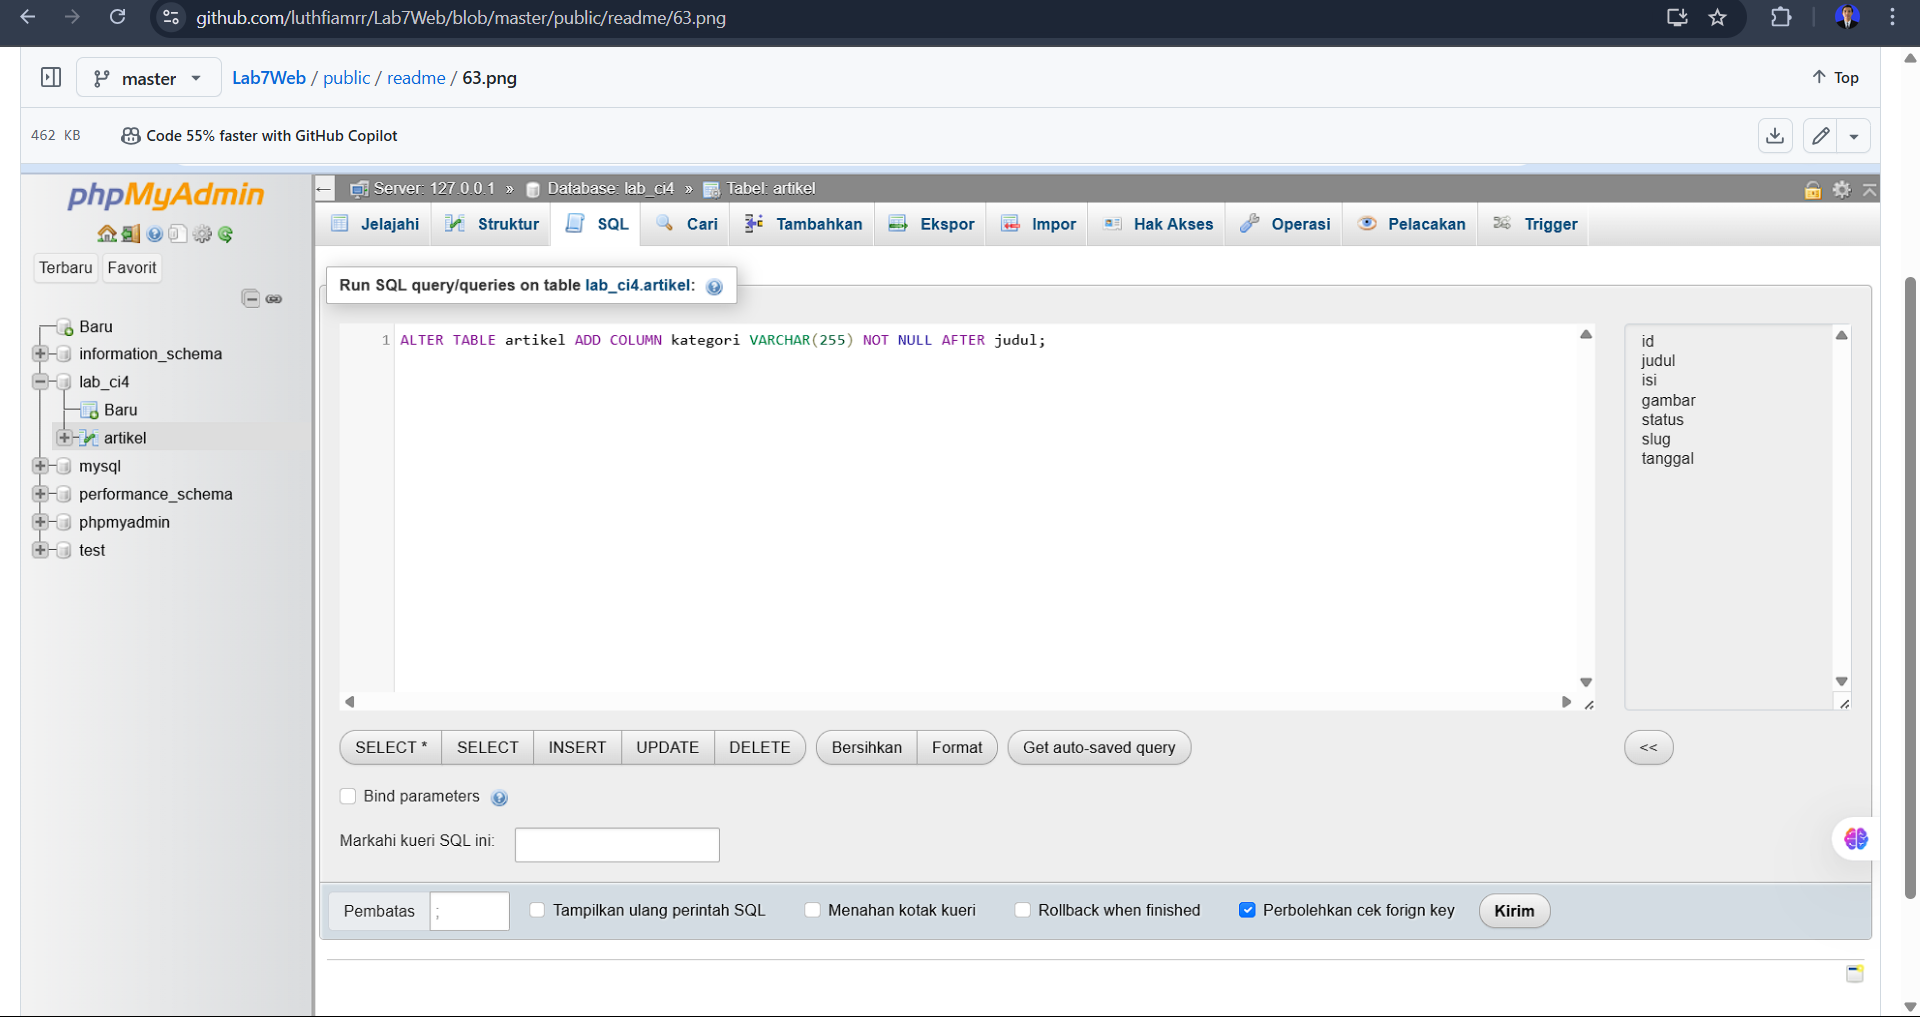 github.com/luthfiamrr/Lab7Web/blob/master/public/readme/63.png
master
Lab7Web / public / readme / 63.png
Top
462 KB
Code 55% faster with GitHub Copilot
phpMyAdmin
Terbaru
Favorit
Baru
information_schema
lab_ci4
Baru
artikel
mysql
performance_schema
phpmyadmin
test
Server: 127.0.0.1 » Database: lab_ci4 » Tabel: artikel
Jelajahi
Struktur
SQL
Cari
Tambahkan
Ekspor
Impor
Hak Akses
Operasi
Pelacakan
Trigger
Run SQL query/queries on table lab_ci4.artikel:
1 ALTER TABLE artikel ADD COLUMN kategori VARCHAR(255) NOT NULL AFTER judul;
id
judul
isi
gambar
status
slug
tanggal
SELECT *
SELECT
INSERT
UPDATE
DELETE
Bersihkan
Format
Get auto-saved query
<<
Bind parameters
Markahi kueri SQL ini:
Pembatas
;
Tampilkan ulang perintah SQL
Menahan kotak kueri
Rollback when finished
Perbolehkan cek forign key
Kirim